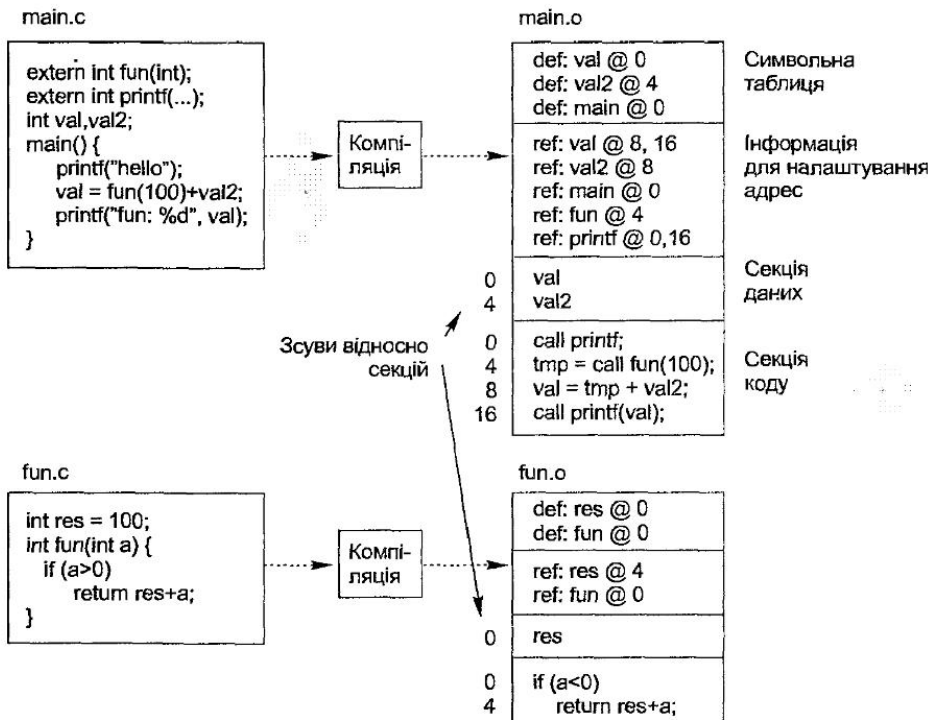 main.c
extern int fun(int);
extern int printf(...);
int val,val2;
main() {
printf("hello");
val = fun(100)+val2;
printf("fun: %d", val);
}
Компі-
ляція
main.o
def: val @ 0
def: val2 @ 4
def: main @ 0
Символьна
таблиця
ref: val @ 8, 16
ref: val2 @ 8
ref: main @ 0
ref: fun @ 4
ref: printf @ 0,16
Інформація
для налаштування
адрес
0 val
4 val2
Секція
даних
Зсуви відносно
секцій
0 call printf;
4 tmp = call fun(100);
8 val = tmp + val2;
16 call printf(val);
Секція
коду
fun.c
int res = 100;
int fun(int a) {
if (a>0)
return res+a;
}
Компі-
ляція
fun.o
def: res @ 0
def: fun @ 0
ref: res @ 4
ref: fun @ 0
0 res
0 if (a<0)
4 return res+a;